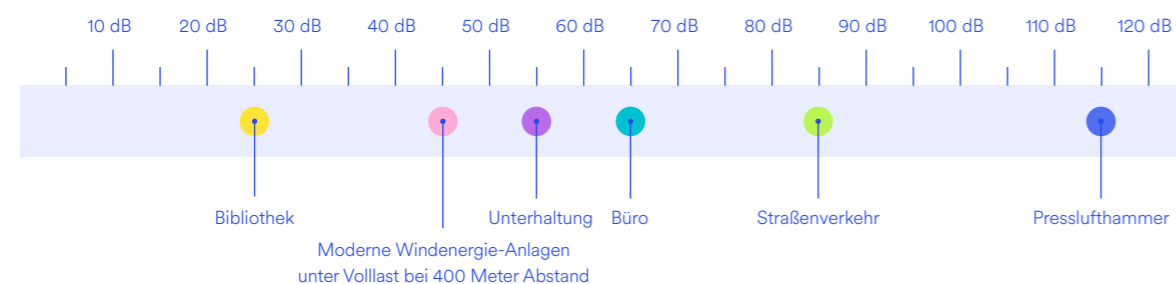 10 dB 20 dB 30 dB 40 dB 50 dB 60 dB 70 dB 80 dB 90 dB 100 dB 110 dB 120 dB
Bibliothek Unterhaltung Büro Straßenverkehr Presslufthammer
Moderne Windenergie-Anlagen
unter Volllast bei 400 Meter Abstand